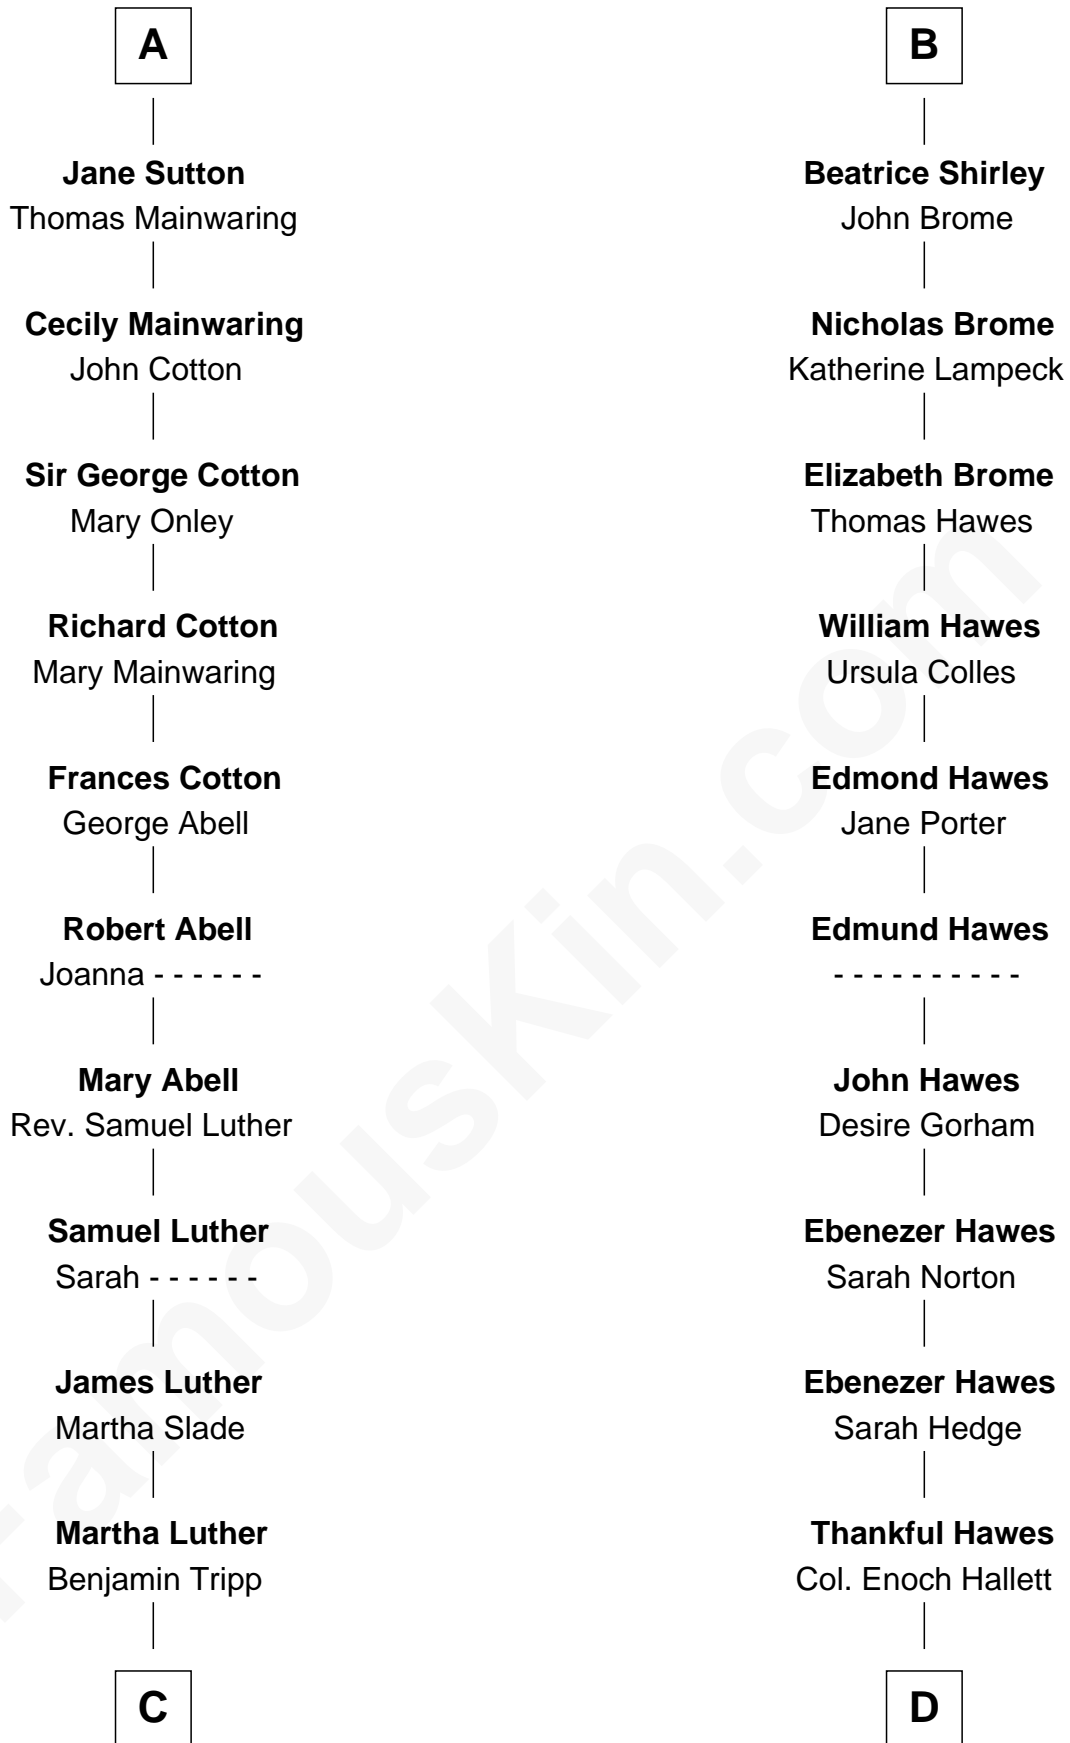 A
Jane Sutton
Thomas Mainwaring
Cecily Mainwaring
John Cotton
Sir George Cotton
Mary Onley
Richard Cotton
Mary Mainwaring
Frances Cotton
George Abell
Robert Abell
Joanna - - - - - -
Mary Abell
Rev. Samuel Luther
Samuel Luther
Sarah - - - - - -
James Luther
Martha Slade
Martha Luther
Benjamin Tripp
C
B
Beatrice Shirley
John Brome
Nicholas Brome
Katherine Lampeck
Elizabeth Brome
Thomas Hawes
William Hawes
Ursula Colles
Edmond Hawes
Jane Porter
Edmund Hawes
- - - - - - - - - -
John Hawes
Desire Gorham
Ebenezer Hawes
Sarah Norton
Ebenezer Hawes
Sarah Hedge
Thankful Hawes
Col. Enoch Hallett
D
FamousKin.com